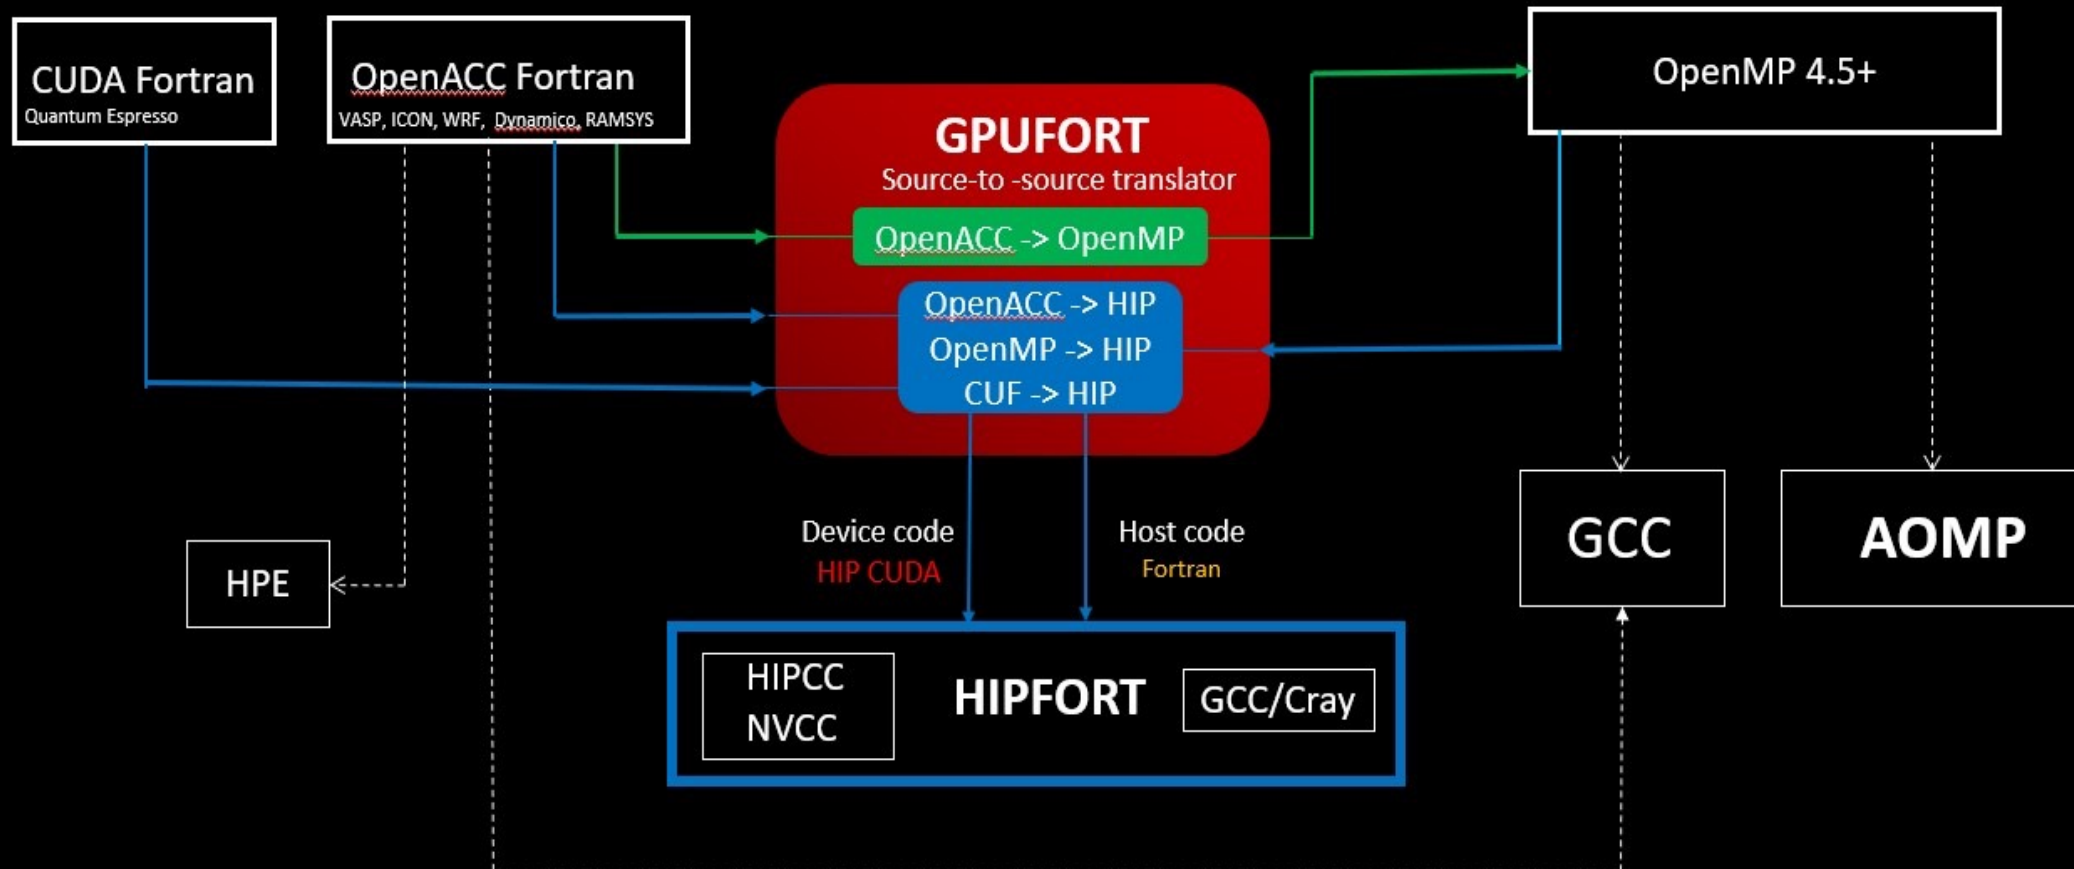 CUDA Fortran
Quantum Espresso
OpenACC Fortran
VASP, ICON, WRF, Dynamico, RAMSYS
GPUFORT
Source-to -source translator
OpenACC -> OpenMP
OpenACC -> HIP
OpenMP -> HIP
CUF -> HIP
OpenMP 4.5+
Device code
HIP CUDA
Host code
Fortran
HPE
GCC
AOMP
HIPCC
NVCC
HIPFORT
GCC/Cray